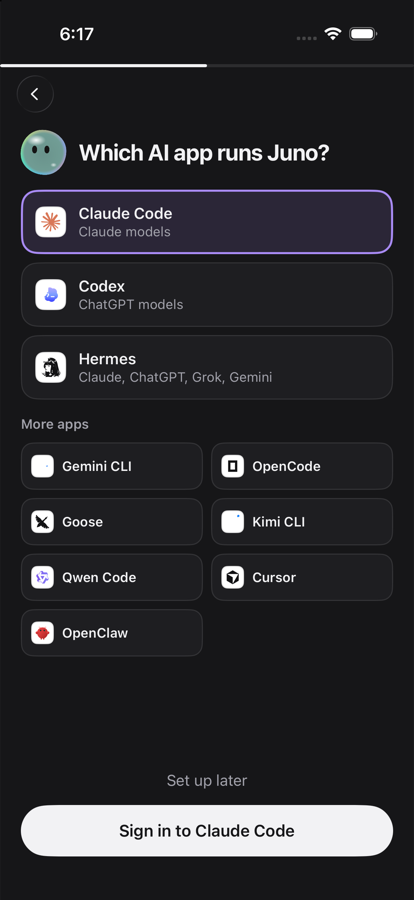 6:17
Which AI app runs Juno?
Claude Code
Claude models
Codex
ChatGPT models
Hermes
Claude, ChatGPT, Grok, Gemini
More apps
Gemini CLI
OpenCode
Goose
Kimi CLI
Qwen Code
Cursor
OpenClaw
Set up later
Sign in to Claude Code